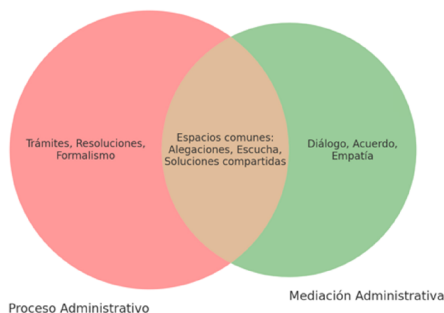 Trámites, Resoluciones,
Formalismo
Espacios comunes:
Alegaciones, Escucha,
Soluciones compartidas
Diálogo, Acuerdo,
Empatía
Mediación Administrativa
Proceso Administrativo